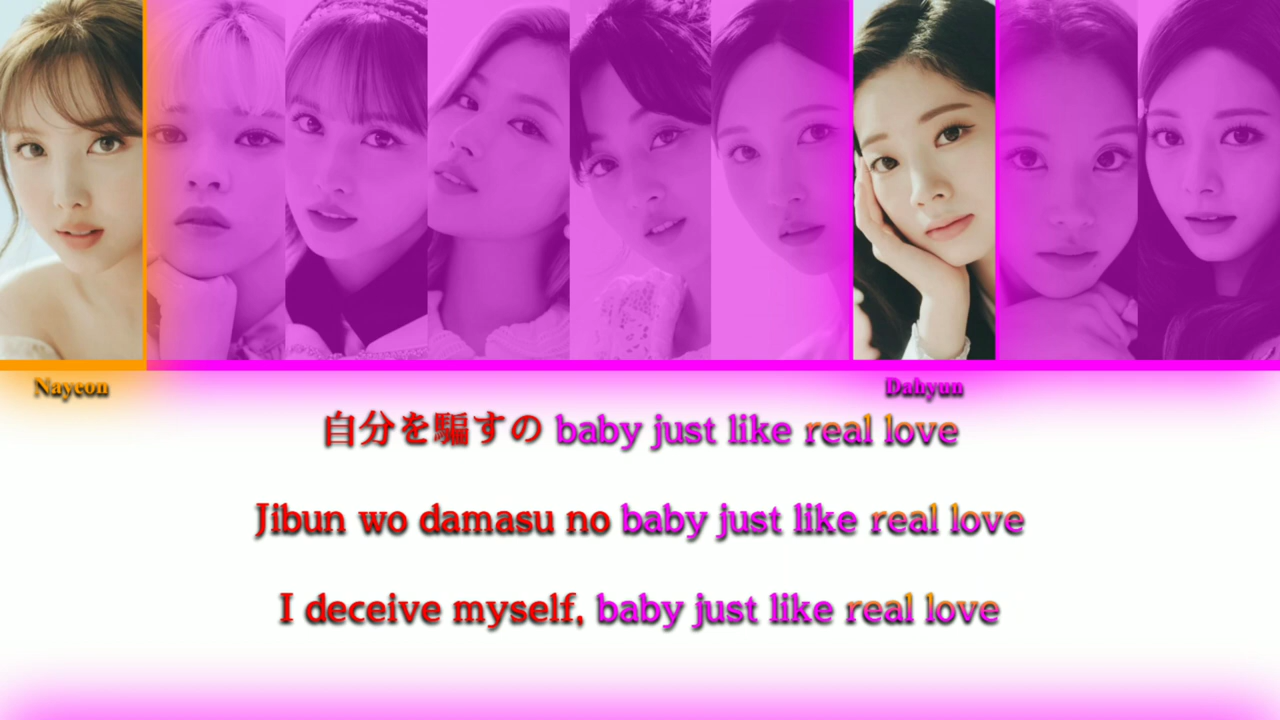 Nayeon Dahyun
自分を騙すの baby just like real love
Jibun wo damasu no baby just like real love
I deceive myself, baby just like real love